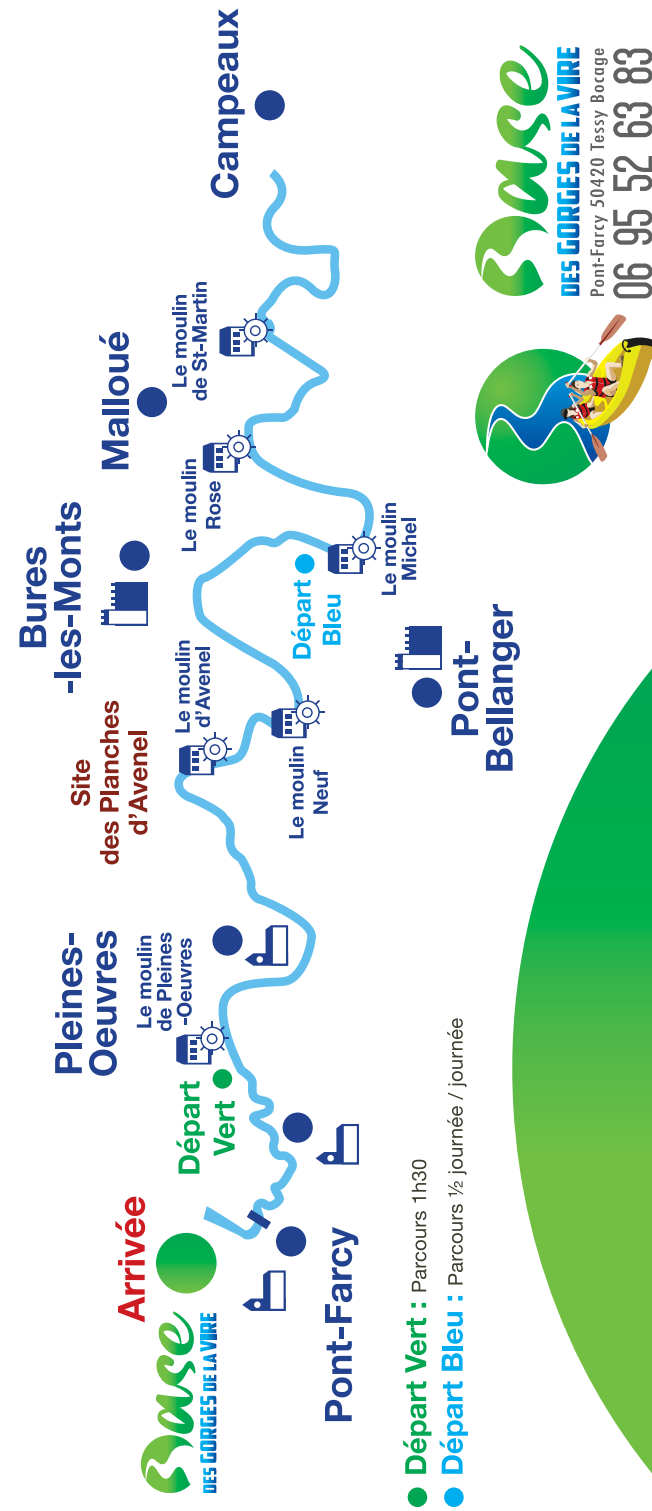 Arrivée
Base
DES GORGES DE LA VIRE
Pont-Farcy
Départ
Vert
Pleines-
Oeuvres
Le moulin
de Pleines
-Oeuvres
Site
des Planches
d'Avenel
Le moulin
d'Avenel
Le moulin
Neuf
Bures
-les-Monts
Pont-
Bellanger
Départ
Bleu
Le moulin
Michel
Le moulin
Rose
Malloué
Le moulin
de St-Martin
Campeaux
Départ Vert : Parcours 1h30
Départ Bleu : Parcours ½ journée / journée
Base
DES GORGES DE LA VIRE
Pont-Farcy 50420 Tessy Bocage
06 95 52 63 83